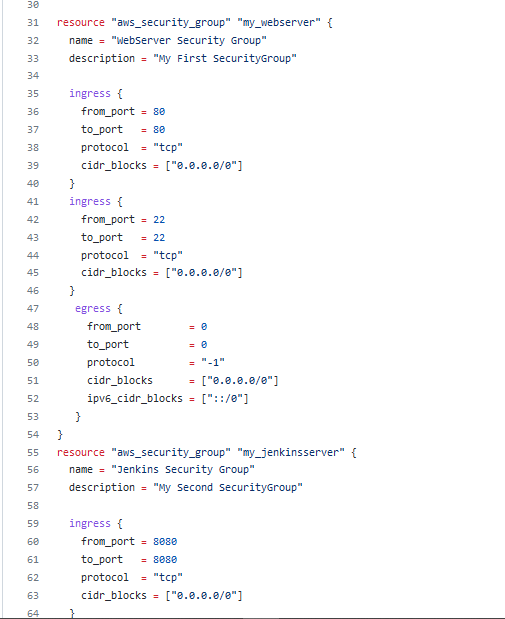 30
31 resource "aws_security_group" "my_webserver" {
32   name = "WebServer Security Group"
33   description = "My First SecurityGroup"
34
35   ingress {
36     from_port = 80
37     to_port   = 80
38     protocol  = "tcp"
39     cidr_blocks = ["0.0.0.0/0"]
40   }
41   ingress {
42     from_port = 22
43     to_port   = 22
44     protocol  = "tcp"
45     cidr_blocks = ["0.0.0.0/0"]
46   }
47    egress {
48      from_port        = 0
49      to_port          = 0
50      protocol         = "-1"
51      cidr_blocks      = ["0.0.0.0/0"]
52      ipv6_cidr_blocks = ["::/0"]
53    }
54 }
55 resource "aws_security_group" "my_jenkinsserver" {
56   name = "Jenkins Security Group"
57   description = "My Second SecurityGroup"
58
59   ingress {
60     from_port = 8080
61     to_port   = 8080
62     protocol  = "tcp"
63     cidr_blocks = ["0.0.0.0/0"]
64   }